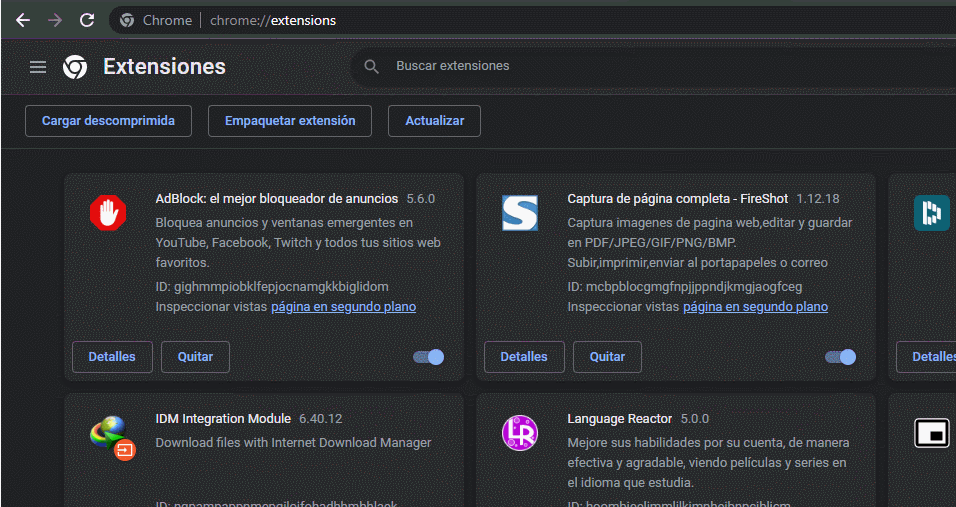 Chrome | chrome://extensions
Extensiones
Buscar extensiones
Cargar descomprimida
Empaquetar extensión
Actualizar
AdBlock: el mejor bloqueador de anuncios 5.6.0
Bloquea anuncios y ventanas emergentes en
YouTube, Facebook, Twitch y todos tus sitios web
favoritos.
ID: gighmmpiobklfepjocnamgkkbiglidom
Inspeccionar vistas página en segundo plano
Detalles
Quitar
Captura de página completa - FireShot 1.12.18
Captura imagenes de pagina web,editar y guardar
en PDF/JPEG/GIF/PNG/BMP.
Subir,imprimir,enviar al portapapeles o correo
ID: mcbpblocgmgfnpjjppndjkmgjaogfceg
Inspeccionar vistas página en segundo plano
Detalles
Quitar
Detalles
IDM Integration Module 6.40.12
Download files with Internet Download Manager
LR
Language Reactor 5.0.0
Mejore sus habilidades por su cuenta, de manera
efectiva y agradable, viendo películas y series en
el idioma que estudia.